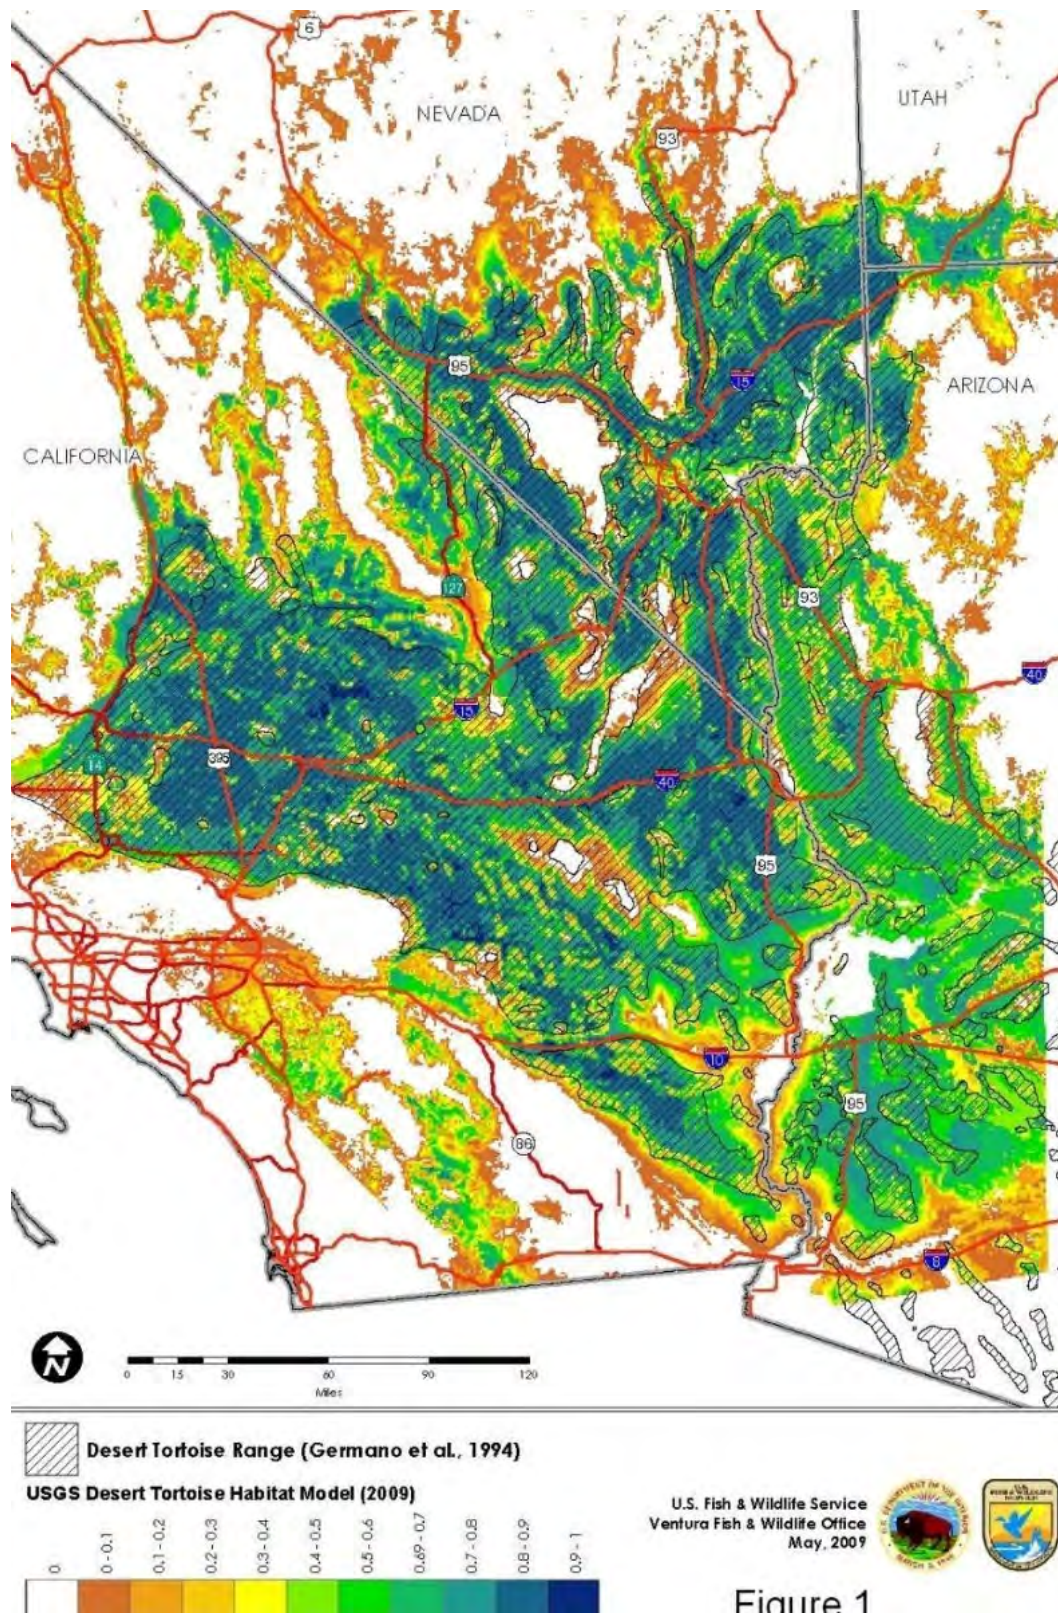 6
NEVADA
UTAH
93
95
15
ARIZONA
CALIFORNIA
127
93
40
15
14
395
40
95
10
95
86
8
N
0 15 30 60 90 120
Miles
Desert Tortoise Range (Germano et al., 1994)
USGS Desert Tortoise Habitat Model (2009)
0
0 - 0.1
0.1 - 0.2
0.2 - 0.3
0.3 - 0.4
0.4 - 0.5
0.5 - 0.6
0.69 - 0.7
0.7 - 0.8
0.8 - 0.9
0.9 - 1
U.S. Fish & Wildlife Service
Ventura Fish & Wildlife Office
May, 2009
Figure 1